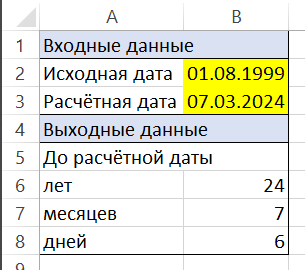 A B
1 Входные данные
2 Исходная дата 01.08.1999
3 Расчётная дата 07.03.2024
4 Выходные данные
5 До расчётной даты
6 лет 24
7 месяцев 7
8 дней 6